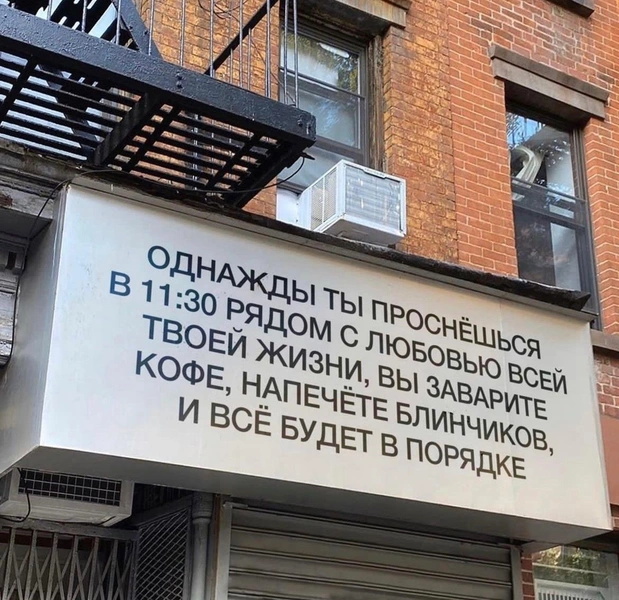 ОДНАЖДЫ ТЫ ПРОСНЁШЬСЯ
В 11:30 РЯДОМ С ЛЮБОВЬЮ ВСЕЙ
ТВОЕЙ ЖИЗНИ, ВЫ ЗАВАРИТЕ
КОФЕ, НАПЕЧЁТЕ БЛИНЧИКОВ,
И ВСЁ БУДЕТ В ПОРЯДКЕ